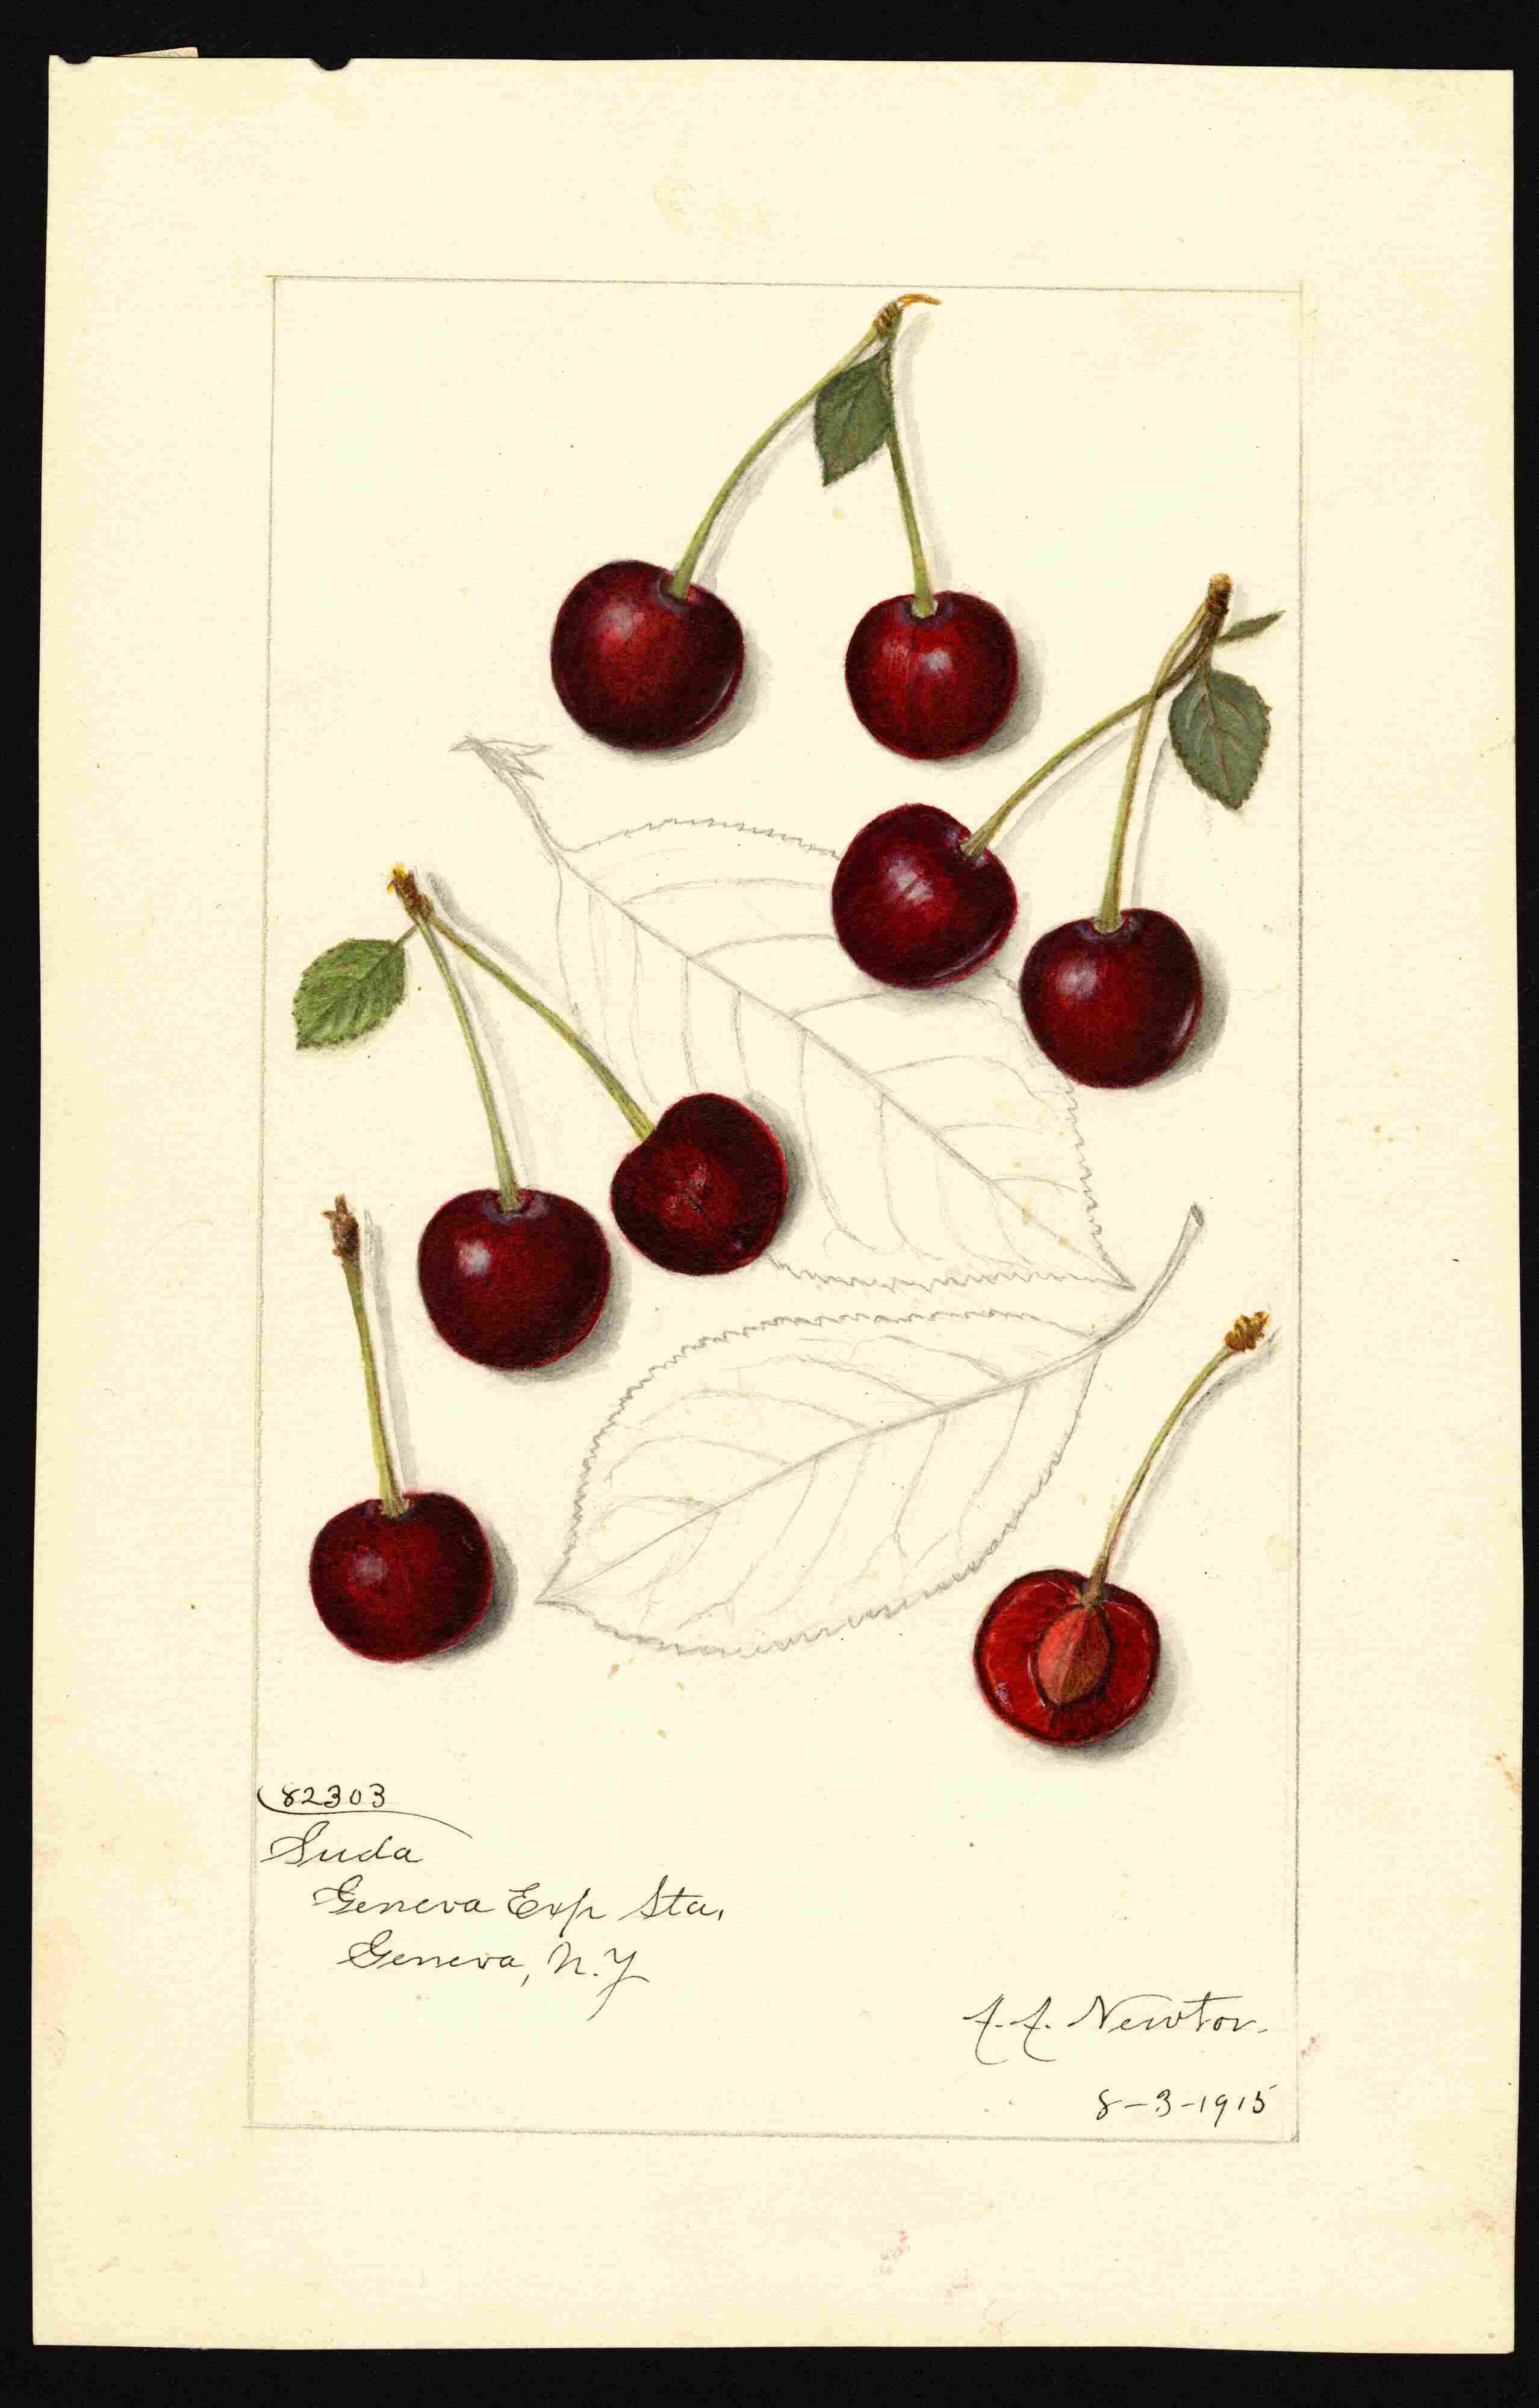 82303
Suda
Geneva Exp Sta.
Geneva, N.Y
A. A. Newton.
8-3-1915